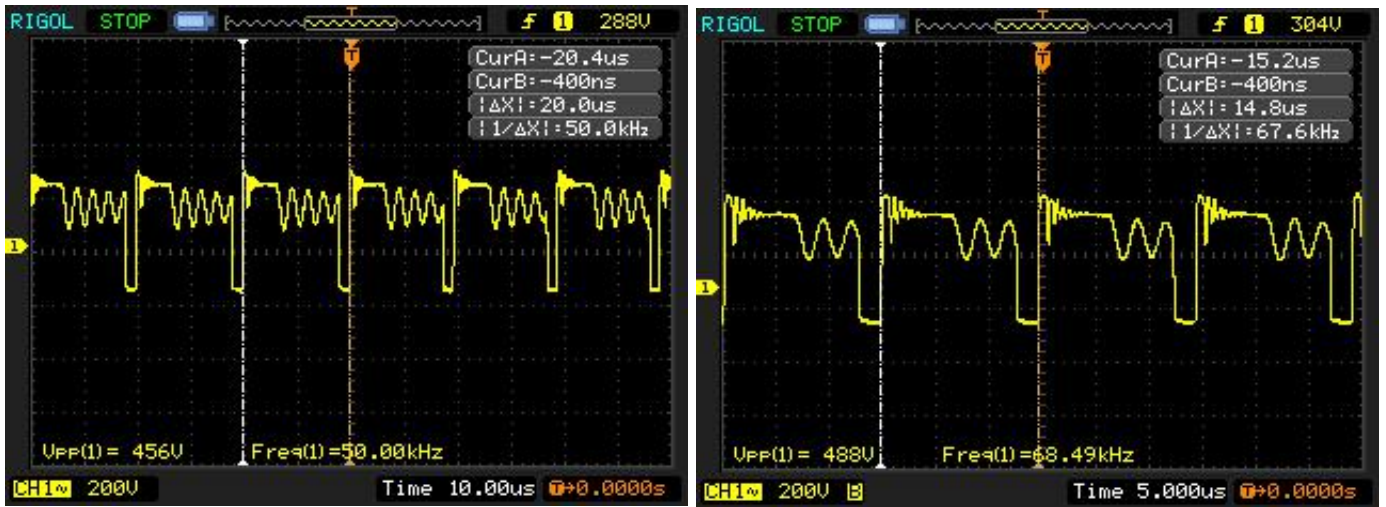 RIGOL STOP T 1 288V
T
CurA:-20.4us
CurB:-400ns
|ΔX|:20.0us
|1/ΔX|:50.0kHz
1
Vpp(1)= 456V Freq(1)=50.00kHz
CH1~ 200V Time 10.00us T→0.0000s
RIGOL STOP T 1 304V
T
CurA:-15.2us
CurB:-400ns
|ΔX|:14.8us
|1/ΔX|:67.6kHz
1
Vpp(1)= 488V Freq(1)=68.49kHz
CH1~ 200V B Time 5.000us T→0.0000s